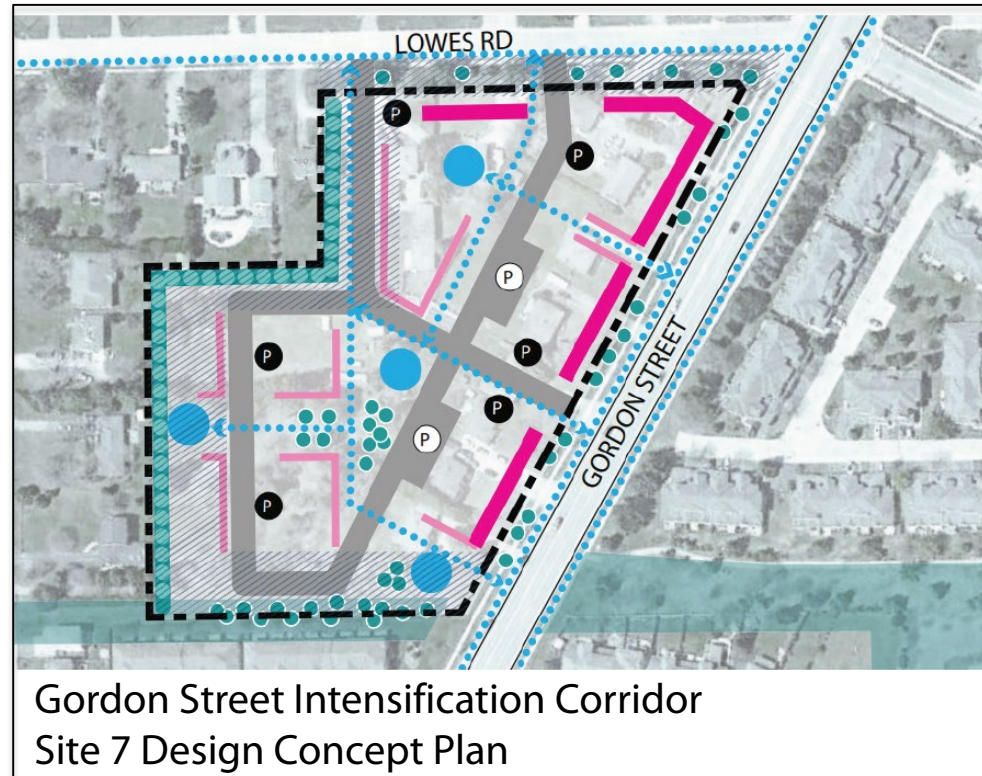 LOWES RD
P
P
P
P
P
P
P
P
GORDON STREET
Gordon Street Intensification Corridor
Site 7 Design Concept Plan